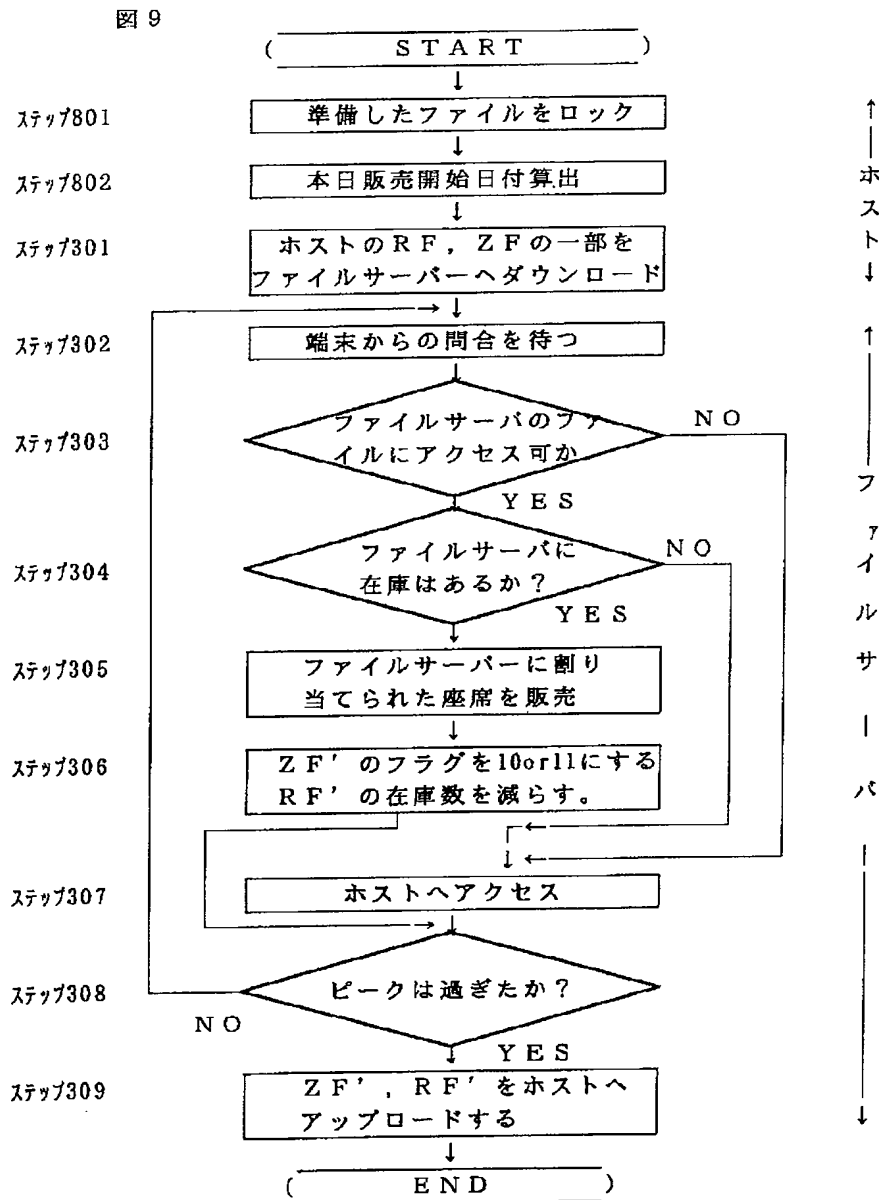 図9
START
ステップ801
準備したファイルをロック
ステップ802
本日販売開始日付算出
ステップ301
ホストのRF,ZFの一部を
ファイルサーバーへダウンロード
ホスト
ステップ302
端末からの問合を待つ
ステップ303
ファイルサーバのファ
イルにアクセス可か
NO
YES
ステップ304
ファイルサーバに
在庫はあるか?
NO
YES
ステップ305
ファイルサーバーに割り
当てられた座席を販売
ステップ306
ZF'のフラグを10or11にする
RF'の在庫数を減らす。
ステップ307
ホストへアクセス
ステップ308
ピークは過ぎたか?
NO
YES
ステップ309
ZF',RF'をホストへ
アップロードする
ファイルサーバ
END